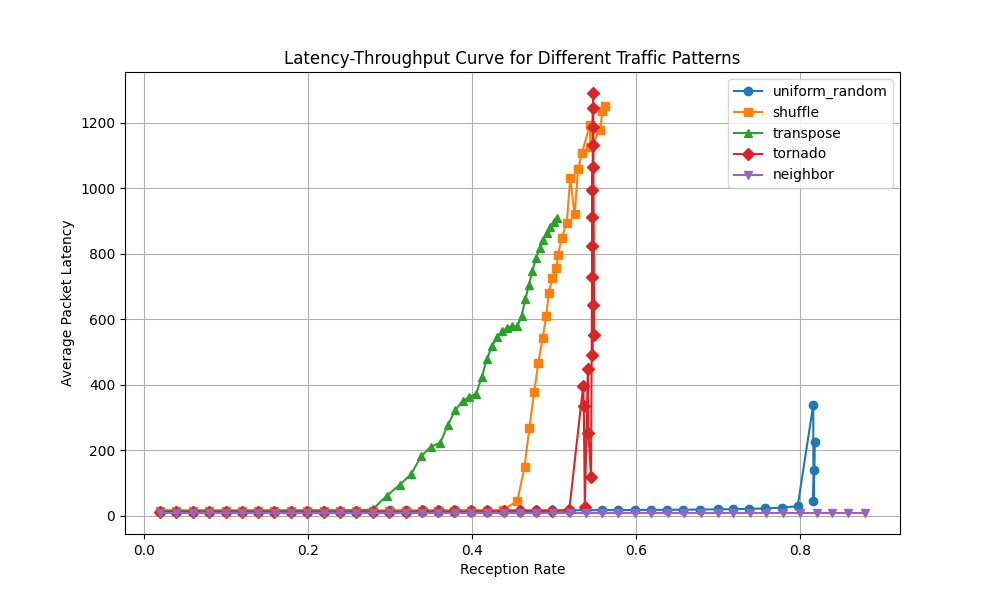 Latency-Throughput Curve for Different Traffic Patterns
uniform_random
shuffle
transpose
tornado
neighbor
Average Packet Latency
1200
1000
800
600
400
200
0
0.0
0.2
0.4
0.6
0.8
Reception Rate